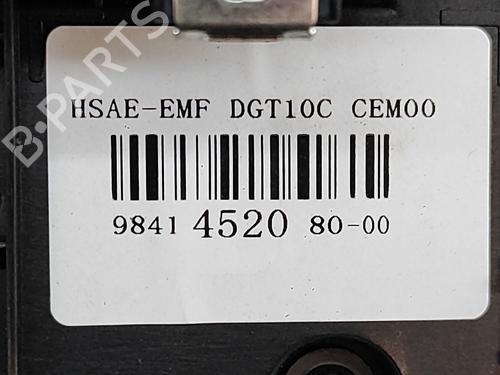 HSAE-EMF DGT10C CEM00
9841 4520 80-00
B-PARTS